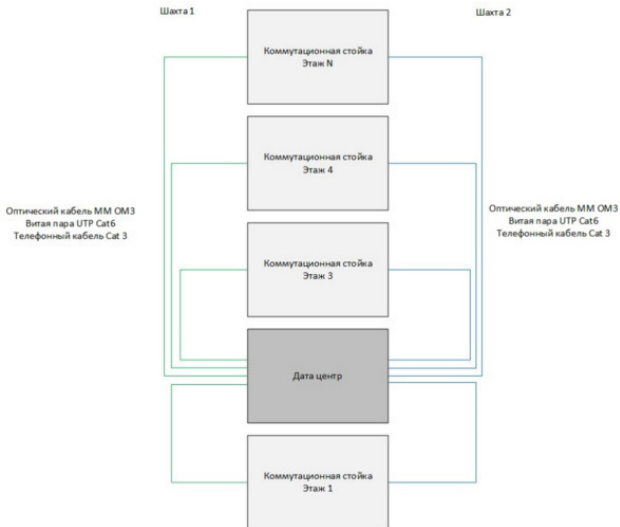 Шахта 1
Шахта 2
Коммутационная стойка
Этаж N
Коммутационная стойка
Этаж 4
Оптический кабель ММ ОМ3
Витая пара UTP Cat6
Телефонный кабель Cat 3
Оптический кабель ММ ОМ3
Витая пара UTP Cat6
Телефонный кабель Cat 3
Коммутационная стойка
Этаж 3
Дата центр
Коммутационная стойка
Этаж 1